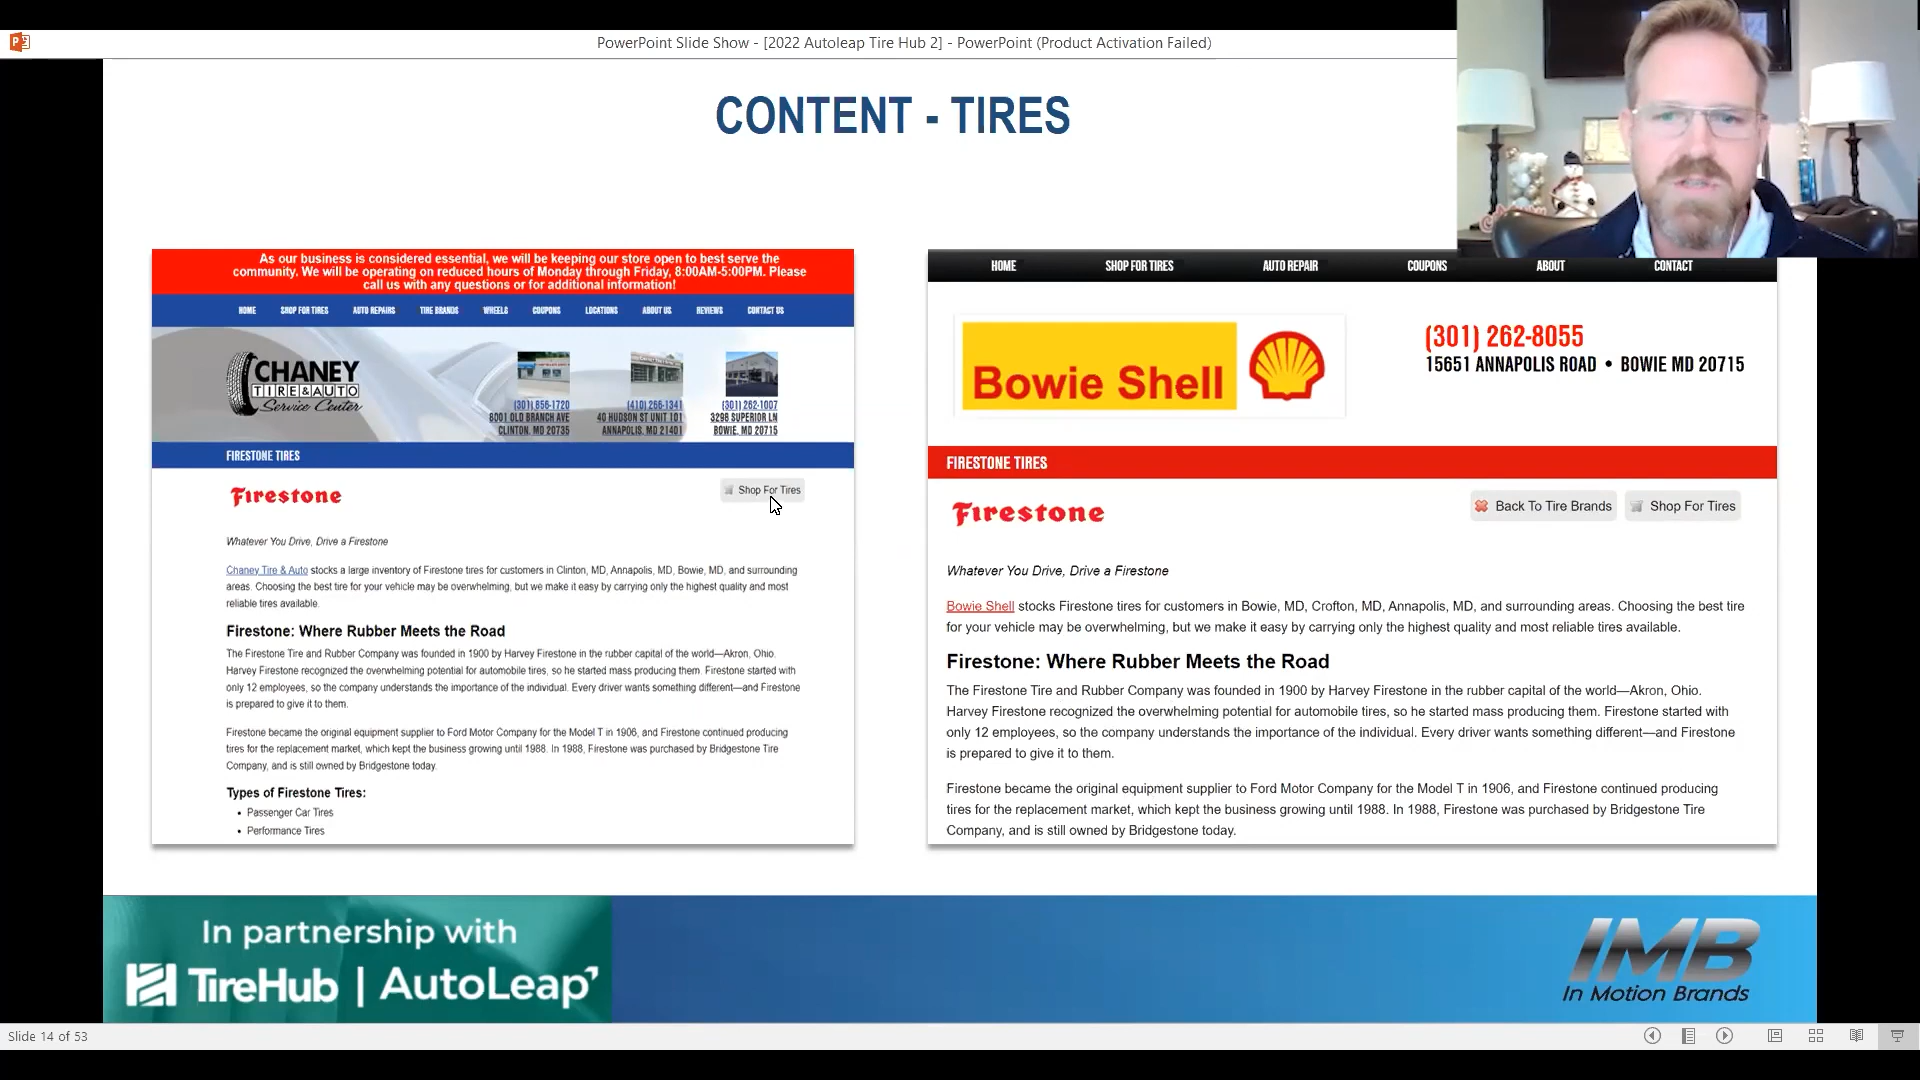 PowerPoint Slide Show - [2022 Autoleap Tire Hub 2] - PowerPoint (Product Activation Failed)
CONTENT - TIRES
As our business is considered essential, we will be keeping our store open to best serve the
community. We will be operating on reduced hours of Monday through Friday, 8:00AM-5:00PM. Please
call us with any questions or for additional information!
HOME SHOP FOR TIRES AUTO REPAIRS TIRE BRANDS WHEELS COUPONS LOCATIONS ABOUT US REVIEWS CONTACT US
CHANEY
TIRE & AUTO
Service Center
(301) 856-1720
8001 OLD BRANCH AVE
CLINTON, MD 20735
(410) 266-1341
40 HUDSON ST UNIT 101
ANNAPOLIS, MD 21401
(301) 262-1007
3296 SUPERIOR LN
BOWIE, MD 20715
FIRESTONE TIRES
Firestone
Shop For Tires
Whatever You Drive, Drive a Firestone
Chaney Tire & Auto stocks a large inventory of Firestone tires for customers in Clinton, MD, Annapolis, MD, Bowie, MD, and surrounding
areas. Choosing the best tire for your vehicle may be overwhelming, but we make it easy by carrying only the highest quality and most
reliable tires available.
Firestone: Where Rubber Meets the Road
The Firestone Tire and Rubber Company was founded in 1900 by Harvey Firestone in the rubber capital of the world—Akron, Ohio.
Harvey Firestone recognized the overwhelming potential for automobile tires, so he started mass producing them. Firestone started with
only 12 employees, so the company understands the importance of the individual. Every driver wants something different—and Firestone
is prepared to give it to them.
Firestone became the original equipment supplier to Ford Motor Company for the Model T in 1906, and Firestone continued producing
tires for the replacement market, which kept the business growing until 1988. In 1988, Firestone was purchased by Bridgestone Tire
Company, and is still owned by Bridgestone today.
Types of Firestone Tires:
• Passenger Car Tires
• Performance Tires
HOME SHOP FOR TIRES AUTO REPAIR COUPONS ABOUT CONTACT
Bowie Shell
(301) 262-8055
15651 ANNAPOLIS ROAD • BOWIE MD 20715
FIRESTONE TIRES
Firestone
Back To Tire Brands Shop For Tires
Whatever You Drive, Drive a Firestone
Bowie Shell stocks Firestone tires for customers in Bowie, MD, Crofton, MD, Annapolis, MD, and surrounding areas. Choosing the best tire
for your vehicle may be overwhelming, but we make it easy by carrying only the highest quality and most reliable tires available.
Firestone: Where Rubber Meets the Road
The Firestone Tire and Rubber Company was founded in 1900 by Harvey Firestone in the rubber capital of the world—Akron, Ohio.
Harvey Firestone recognized the overwhelming potential for automobile tires, so he started mass producing them. Firestone started with
only 12 employees, so the company understands the importance of the individual. Every driver wants something different—and Firestone
is prepared to give it to them.
Firestone became the original equipment supplier to Ford Motor Company for the Model T in 1906, and Firestone continued producing
tires for the replacement market, which kept the business growing until 1988. In 1988, Firestone was purchased by Bridgestone Tire
Company, and is still owned by Bridgestone today.
In partnership with
TireHub | AutoLeap
IMB
In Motion Brands
Slide 14 of 53